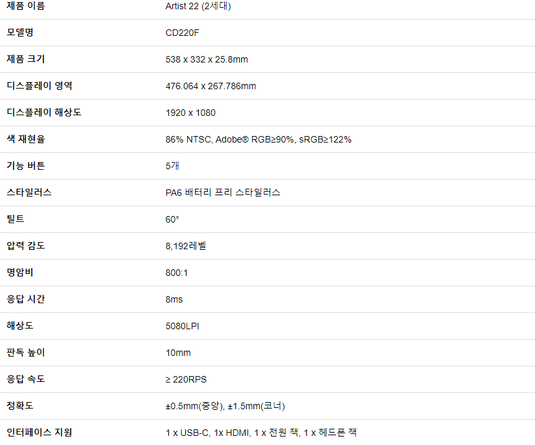 제품 이름 Artist 22 (2세대)
모델명 CD220F
제품 크기 538 x 332 x 25.8mm
디스플레이 영역 476.064 x 267.786mm
디스플레이 해상도 1920 x 1080
색 재현율 86% NTSC, Adobe® RGB≥90%, sRGB≥122%
기능 버튼 5개
스타일러스 PA6 배터리 프리 스타일러스
틸트 60°
압력 감도 8,192레벨
명암비 800:1
응답 시간 8ms
해상도 5080LPI
판독 높이 10mm
응답 속도 ≥ 220RPS
정확도 ±0.5mm(중앙), ±1.5mm(코너)
인터페이스 지원 1 x USB-C, 1x HDMI, 1 x 전원 잭, 1 x 헤드폰 잭